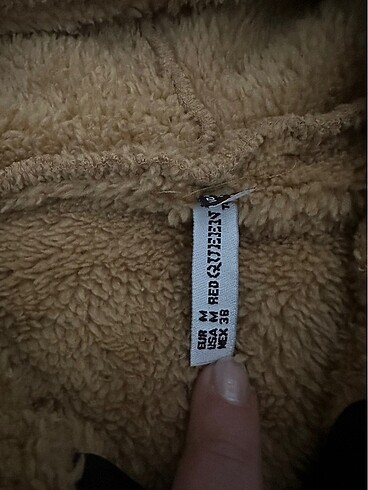 RED QUEEN
EUR M
USA M
MEX 38